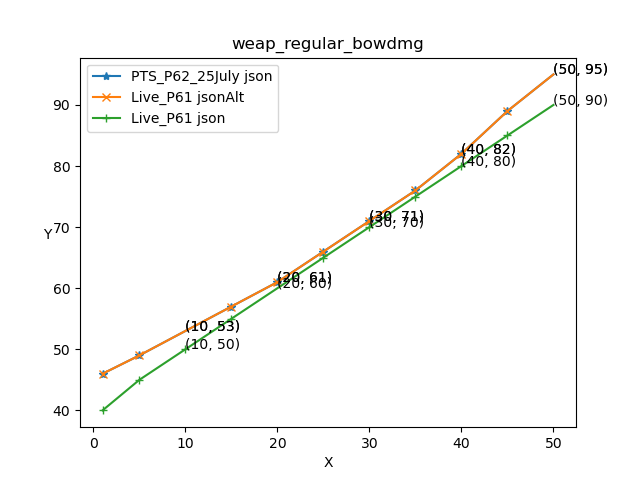 weap_regular_bowdmg
PTS_P62_25July json
Live_P61 jsonAlt
Live_P61 json
(50, 95)
(50, 90)
(40, 82)
(40, 80)
(30, 71)
(30, 70)
(20, 61)
(20, 60)
(10, 53)
(10, 50)
90
80
70
60
50
40
Y
0 10 20 30 40 50
X